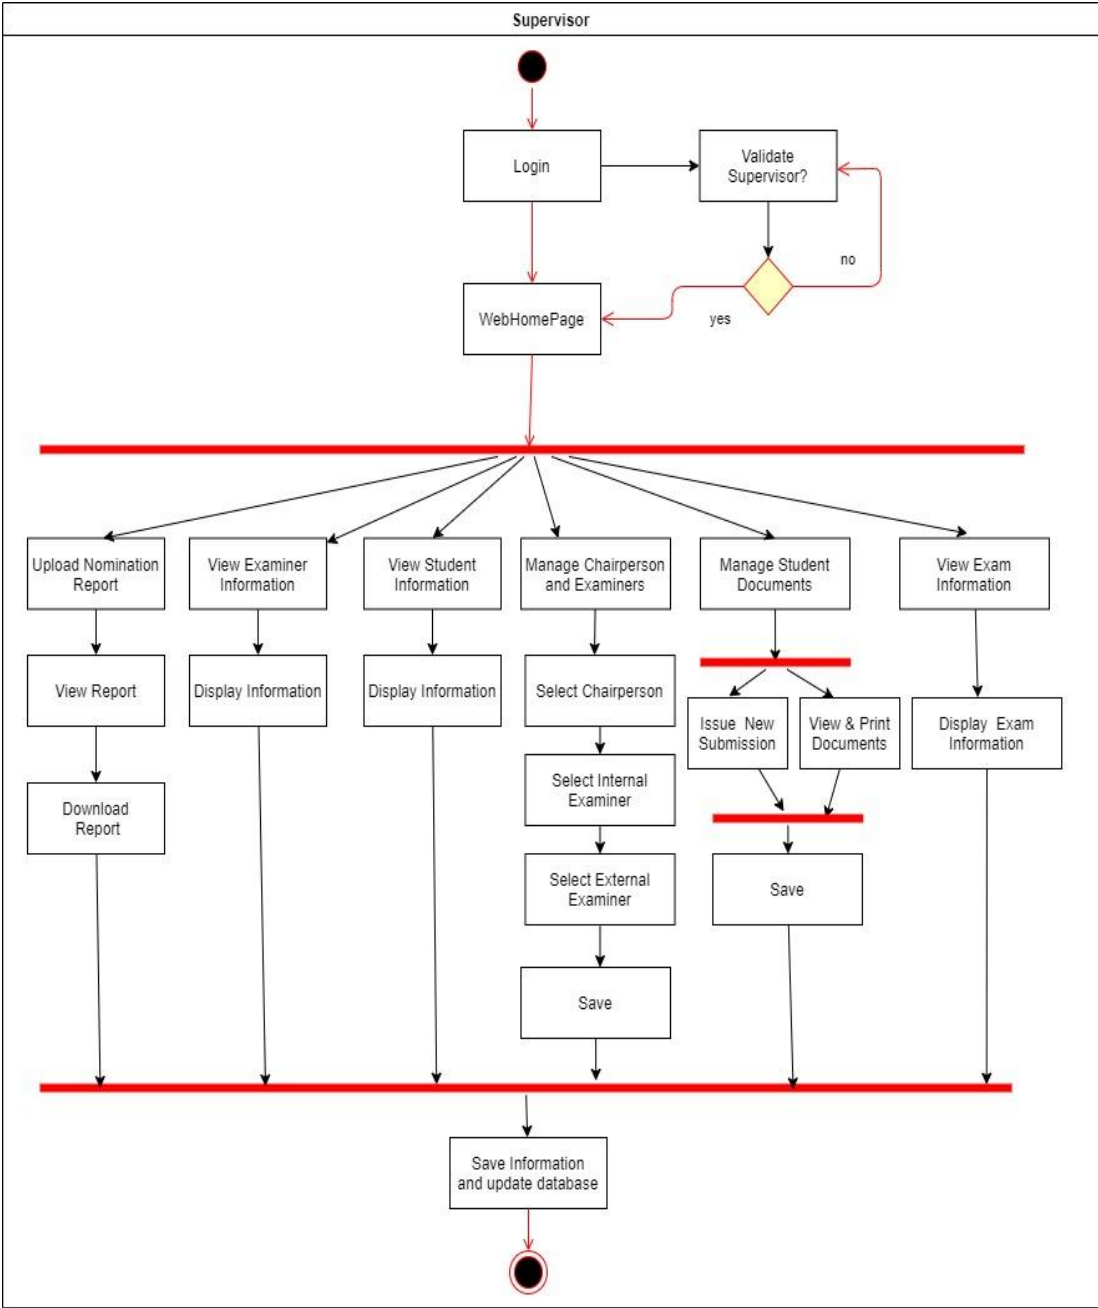 Supervisor
Login
Validate
Supervisor?
no
yes
WebHomePage
Upload Nomination
Report
View Examiner
Information
View Student
Information
Manage Chairperson
and Examiners
Manage Student
Documents
View Exam
Information
View Report
Display Information
Display Information
Select Chairperson
Issue  New
Submission
View & Print
Documents
Display  Exam
Information
Download
Report
Select Internal
Examiner
Select External
Examiner
Save
Save
Save Information
and update database